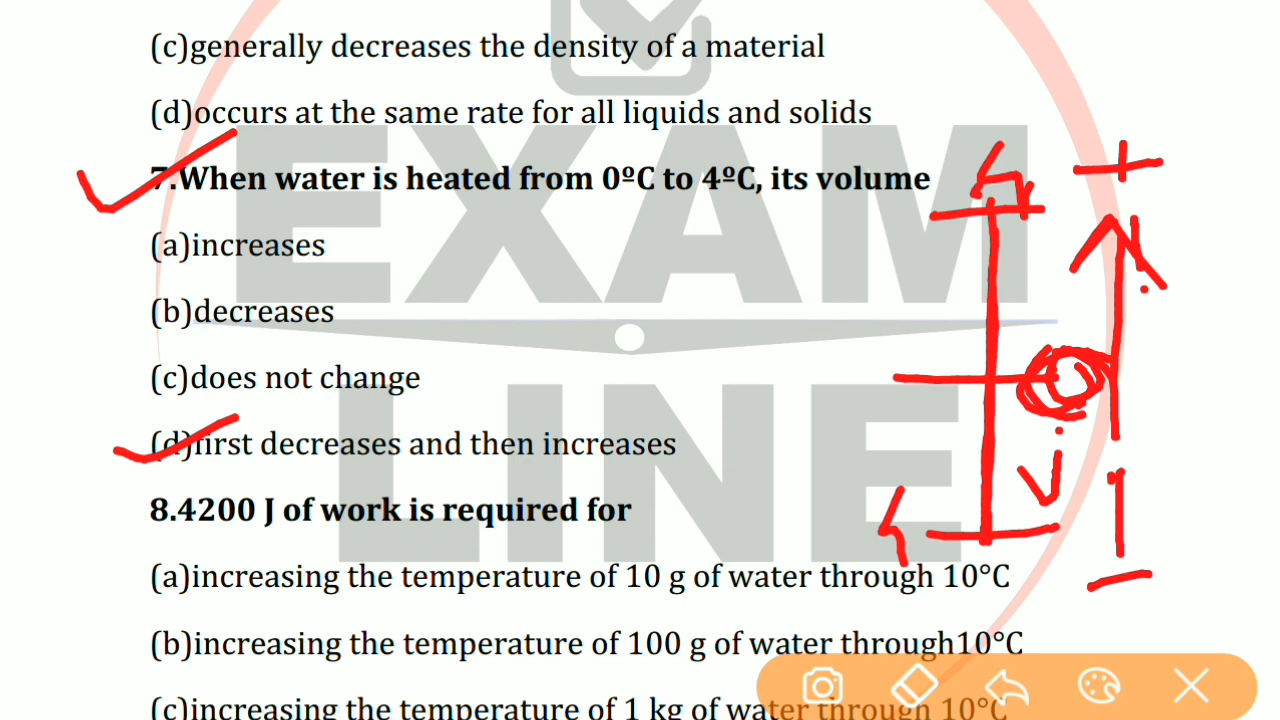 (c)generally decreases the density of a material
(d)occurs at the same rate for all liquids and solids
7.When water is heated from 0ºC to 4ºC, its volume
(a)increases
(b)decreases
(c)does not change
(d)first decreases and then increases
8.4200 J of work is required for
(a)increasing the temperature of 10 g of water through 10°C
(b)increasing the temperature of 100 g of water through10°C
(c)increasing the temperature of 1 kg of water through 10°C
EXAM
LINE